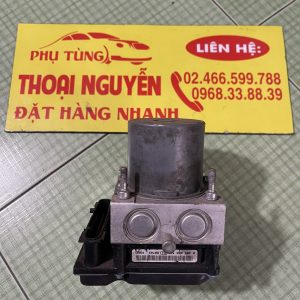 PHỤ TÙNG
THOẠI NGUYỄN
ĐẶT HÀNG NHANH
LIÊN HỆ:
02.466.599.788
0968.33.88.39